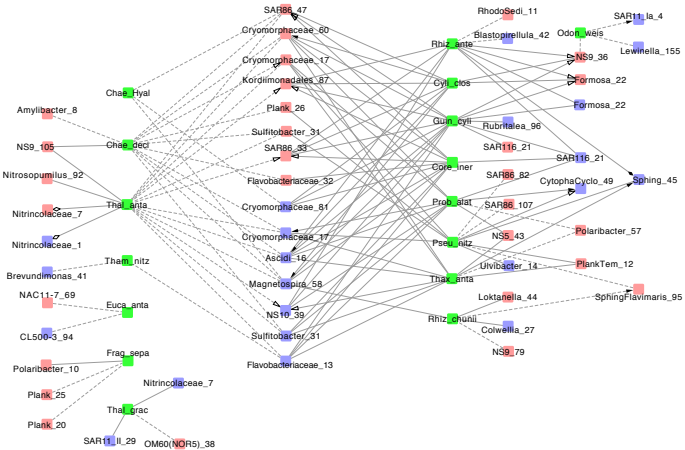 SAR86_47
RhodoSedi_11
SAR11_Ia_4
Cryomorphaceae_60
Blastopirellula_42
Odon_weis
Rhiz_ante
Lewinella_155
Cryomorphaceae_17
NS9_36
Kordiimonadales_87
Formosa_22
Chae_Hyal
Cyli_clos
Amylibacter_8
Plank_26
Formosa_22
Guin_cyli
Rubritalea_96
Sulfitobacter_31
Chae_deci
NS9_105
SAR86_33
SAR116_21
SAR116_21
Core_iner
Nitrosopumilus_92
Flavobacteriaceae_32
SAR86_82
Sphing_45
CytophaCyclo_49
Thal_anta
Cryomorphaceae_81
Prob_alat
SAR86_107
Nitrincolaceae_7
Polaribacter_57
Cryomorphaceae_17
NS5_43
Nitrincolaceae_1
Pseu_nitz
Ascidi_16
Tham_nitz
Ulvibacter_14
PlankTem_12
Brevundimonas_41
Magnetospira_58
Thax_anta
NAC11-7_69
Loktanella_44
SphingFlavimaris_95
Euca_anta
NS10_39
Rhiz_chunii
CL500-3_94
Sulfitobacter_31
Colwellia_27
Frag_sepa
NS9_79
Polaribacter_10
Flavobacteriaceae_13
Nitrincolaceae_7
Plank_25
Thal_grac
Plank_20
SAR11_II_29
OM60(NOR5)_38